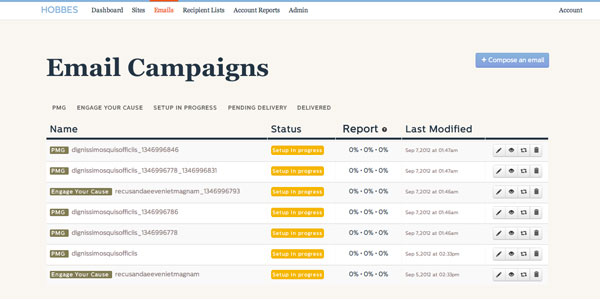 HOBBES Dashboard Sites Emails Recipient Lists Account Reports Admin Account
Email Campaigns
+ Compose an email
PMG ENGAGE YOUR CAUSE SETUP IN PROGRESS PENDING DELIVERY DELIVERED
Name Status Report ? Last Modified
PMG dignissimosquisofficiis_1346996846 Setup in progress 0% • 0% • 0% Sep 7, 2012 at 01:47am
PMG dignissimosquisofficiis_1346996778_1346996831 Setup in progress 0% • 0% • 0% Sep 7, 2012 at 01:47am
Engage Your Cause recusandaeevenietmagnam_1346996793 Setup in progress 0% • 0% • 0% Sep 7, 2012 at 01:46am
PMG dignissimosquisofficiis_1346996786 Setup in progress 0% • 0% • 0% Sep 7, 2012 at 01:46am
PMG dignissimosquisofficiis_1346996778 Setup in progress 0% • 0% • 0% Sep 7, 2012 at 01:46am
PMG dignissimosquisofficiis Setup in progress 0% • 0% • 0% Sep 5, 2012 at 02:33pm
Engage Your Cause recusandaeevenietmagnam Setup in progress 0% • 0% • 0% Sep 5, 2012 at 02:33pm